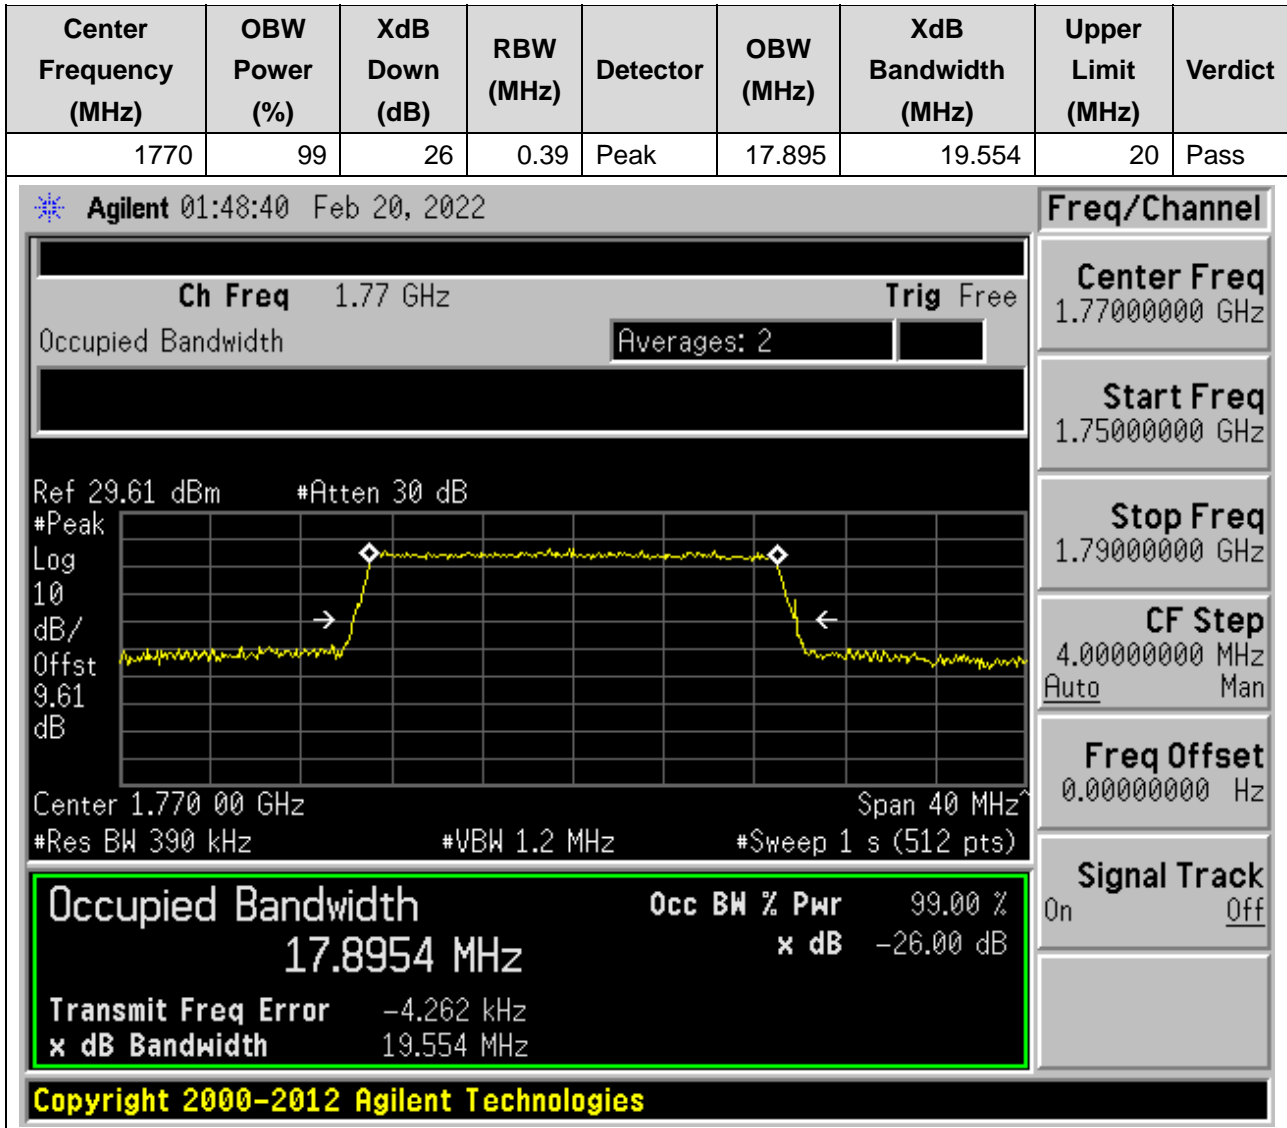 Center Frequency (MHz) OBW Power (%) XdB Down (dB) RBW (MHz) Detector OBW (MHz) XdB Bandwidth (MHz) Upper Limit (MHz) Verdict
1770 99 26 0.39 Peak 17.895 19.554 20 Pass
Agilent 01:48:40 Feb 20, 2022
Freq/Channel
Ch Freq 1.77 GHz Trig Free
Occupied Bandwidth Averages: 2
Center Freq
1.77000000 GHz
Start Freq
1.75000000 GHz
Stop Freq
1.79000000 GHz
CF Step
4.00000000 MHz
Auto Man
Freq Offset
0.00000000 Hz
Signal Track
On Off
Ref 29.61 dBm #Atten 30 dB
#Peak
Log
10
dB/
Offst
9.61
dB
Center 1.770 00 GHz Span 40 MHz^
#Res BW 390 kHz #VBW 1.2 MHz #Sweep 1 s (512 pts)
Occupied Bandwidth Occ BW % Pwr 99.00 %
17.8954 MHz x dB -26.00 dB
Transmit Freq Error -4.262 kHz
x dB Bandwidth 19.554 MHz
Copyright 2000-2012 Agilent Technologies